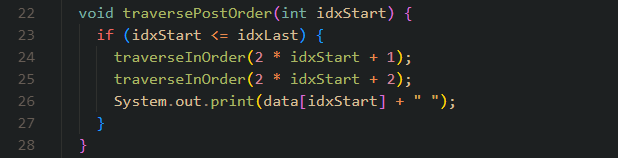 22 void traversePostOrder(int idxStart) {
23 if (idxStart <= idxLast) {
24 traverseInOrder(2 * idxStart + 1);
25 traverseInOrder(2 * idxStart + 2);
26 System.out.print(data[idxStart] + " ");
27 }
28 }